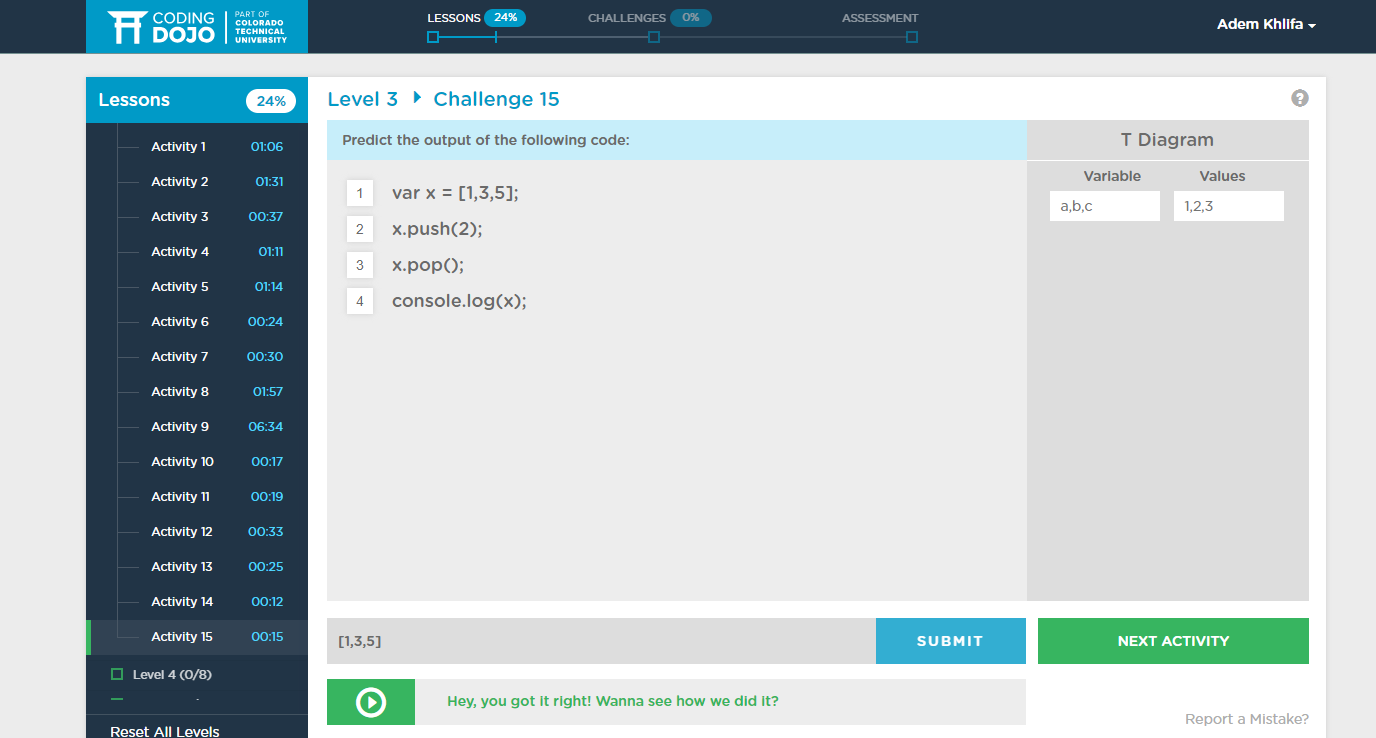 CODING DOJO
PART OF COLORADO TECHNICAL UNIVERSITY
LESSONS 24%
CHALLENGES 0%
ASSESSMENT
Adem Khlifa
Lessons 24%
Activity 1 01:06
Activity 2 01:31
Activity 3 00:37
Activity 4 01:11
Activity 5 01:14
Activity 6 00:24
Activity 7 00:30
Activity 8 01:57
Activity 9 06:34
Activity 10 00:17
Activity 11 00:19
Activity 12 00:33
Activity 13 00:25
Activity 14 00:12
Activity 15 00:15
Level 4 (0/8)
Reset All Levels
Level 3 Challenge 15
?
Predict the output of the following code:
1 var x = [1,3,5];
2 x.push(2);
3 x.pop();
4 console.log(x);
T Diagram
Variable Values
a,b,c 1,2,3
[1,3,5]
SUBMIT
NEXT ACTIVITY
Hey, you got it right! Wanna see how we did it?
Report a Mistake?